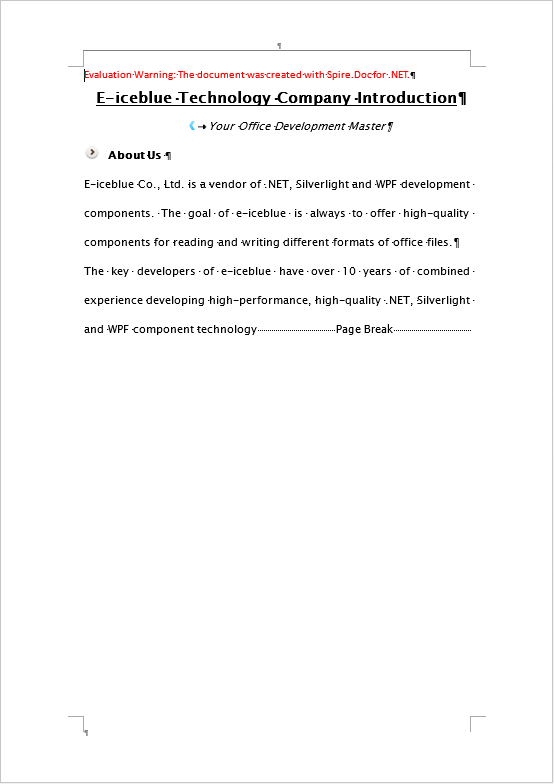 Evaluation Warning: The document was created with Spire.Doc for .NET.
E-iceblue Technology Company Introduction
Your Office Development Master
About Us
E-iceblue Co., Ltd. is a vendor of .NET, Silverlight and WPF development
components. The goal of e-iceblue is always to offer high-quality
components for reading and writing different formats of office files.
The key developers of e-iceblue have over 10 years of combined
experience developing high-performance, high-quality .NET, Silverlight
and WPF component technology Page Break